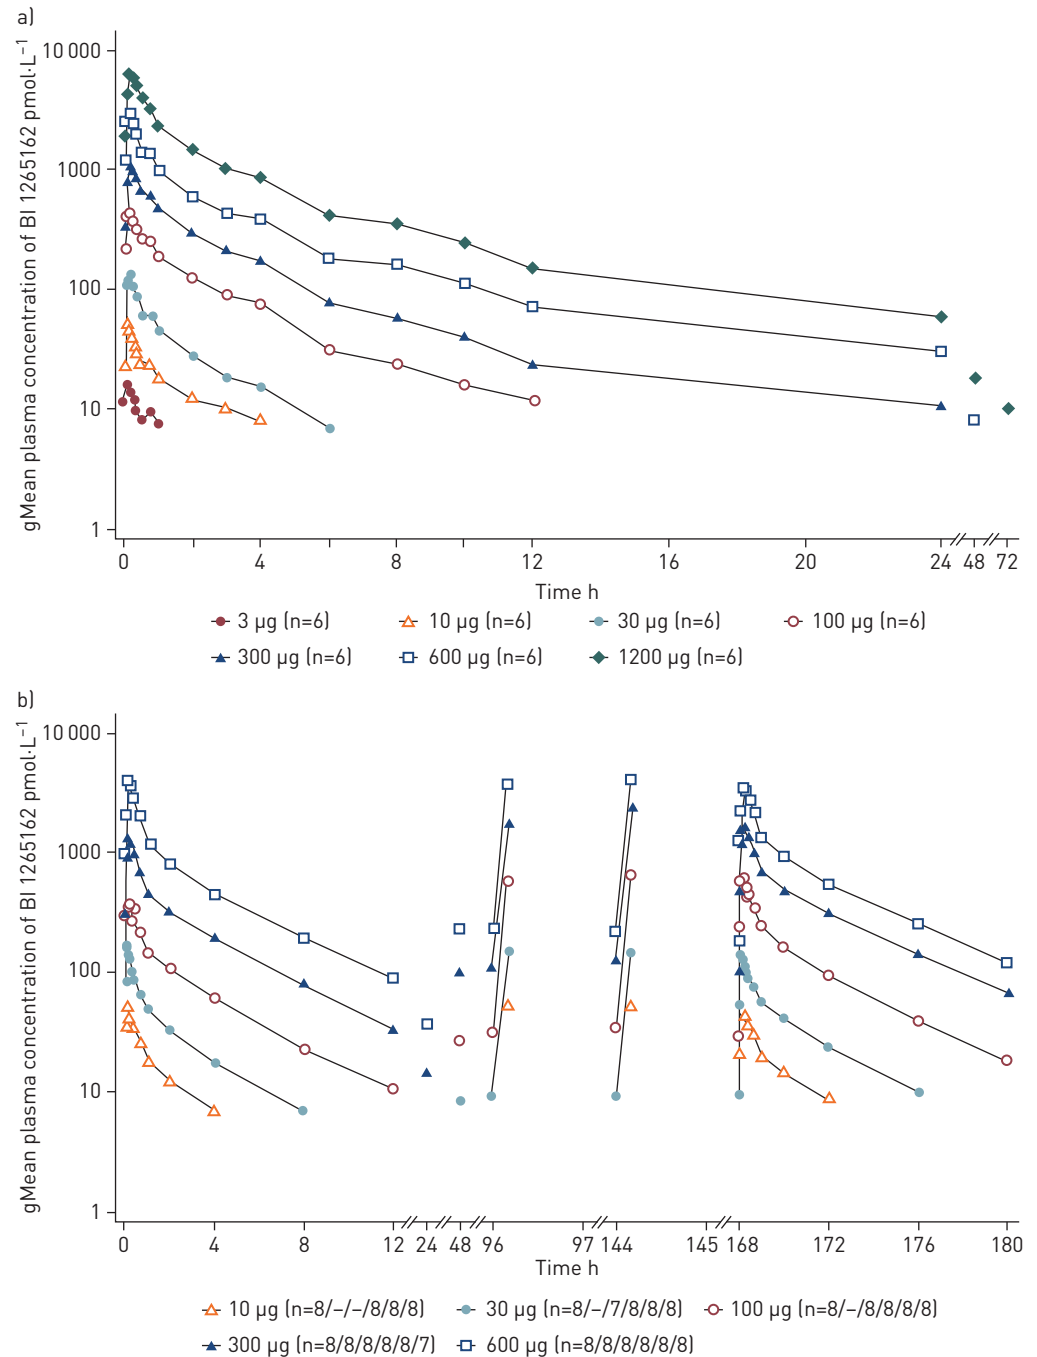 a)
gMean plasma concentration of BI 1265162 pmol·L⁻¹
10 000
1000
100
10
1
0 4 8 12 16 20 24 48 72
Time h
3 µg (n=6) 10 µg (n=6) 30 µg (n=6) 100 µg (n=6)
300 µg (n=6) 600 µg (n=6) 1200 µg (n=6)
b)
gMean plasma concentration of BI 1265162 pmol·L⁻¹
10 000
1000
100
10
1
0 4 8 12 24 48 96 97 144 145 168 172 176 180
Time h
10 µg (n=8/–/–/8/8/8) 30 µg (n=8/–/7/8/8/8) 100 µg (n=8/–/8/8/8/8)
300 µg (n=8/8/8/8/8/7) 600 µg (n=8/8/8/8/8/8)